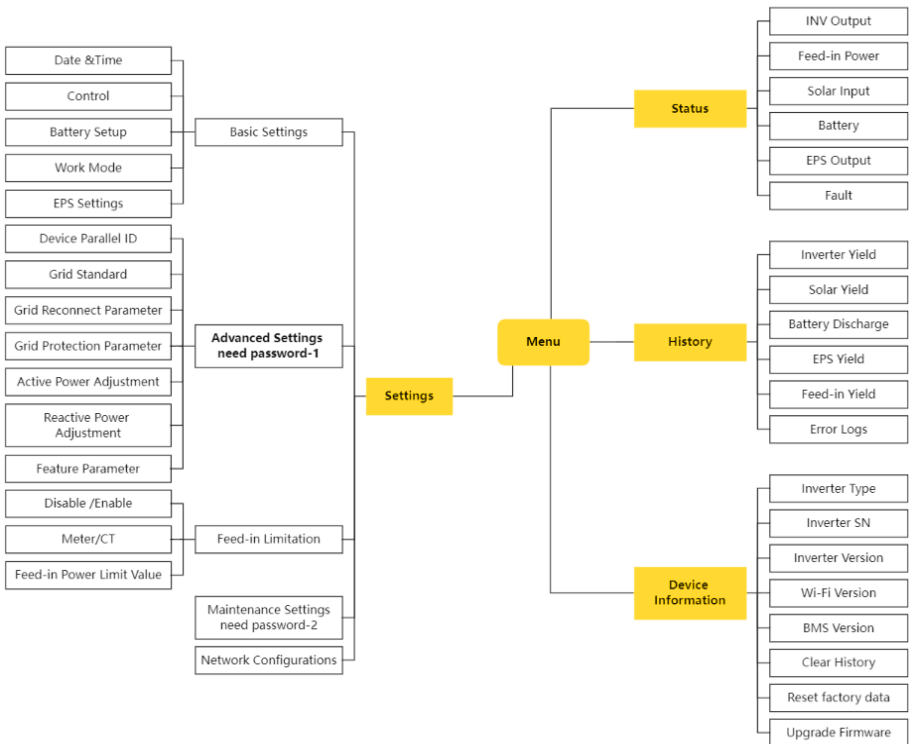 Date &Time
Control
Battery Setup
Work Mode
EPS Settings
Basic Settings
Device Parallel ID
Grid Standard
Grid Reconnect Parameter
Grid Protection Parameter
Active Power Adjustment
Reactive Power
Adjustment
Feature Parameter
Advanced Settings
need password-1
Disable /Enable
Meter/CT
Feed-in Power Limit Value
Feed-in Limitation
Maintenance Settings
need password-2
Network Configurations
Settings
Menu
Status
INV Output
Feed-in Power
Solar Input
Battery
EPS Output
Fault
History
Inverter Yield
Solar Yield
Battery Discharge
EPS Yield
Feed-in Yield
Error Logs
Device
Information
Inverter Type
Inverter SN
Inverter Version
Wi-Fi Version
BMS Version
Clear History
Reset factory data
Upgrade Firmware